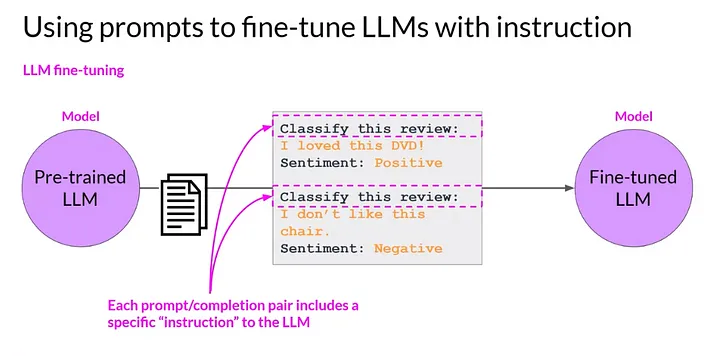 Using prompts to fine-tune LLMs with instruction
LLM fine-tuning
Model
Pre-trained
LLM
Classify this review:
I loved this DVD!
Sentiment: Positive
Classify this review:
I don’t like this
chair.
Sentiment: Negative
Model
Fine-tuned
LLM
Each prompt/completion pair includes a
specific “instruction” to the LLM